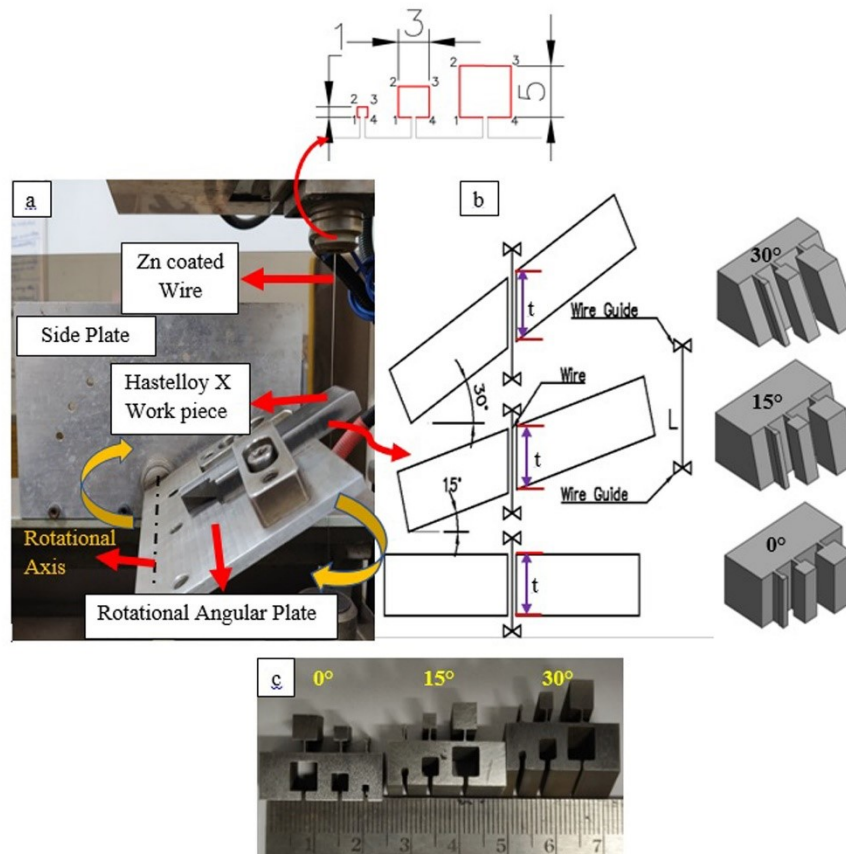 1
3
5
2 3
1 4
2 3
1 4
2 3
1 4
a
Zn coated
Wire
Side Plate
Hastelloy X
Work piece
Rotational
Axis
Rotational Angular Plate
b
t
Wire Guide
30°
Wire
t
L
15°
Wire Guide
t
30°
15°
0°
c
0° 15° 30°
1 2 3 4 5 6 7